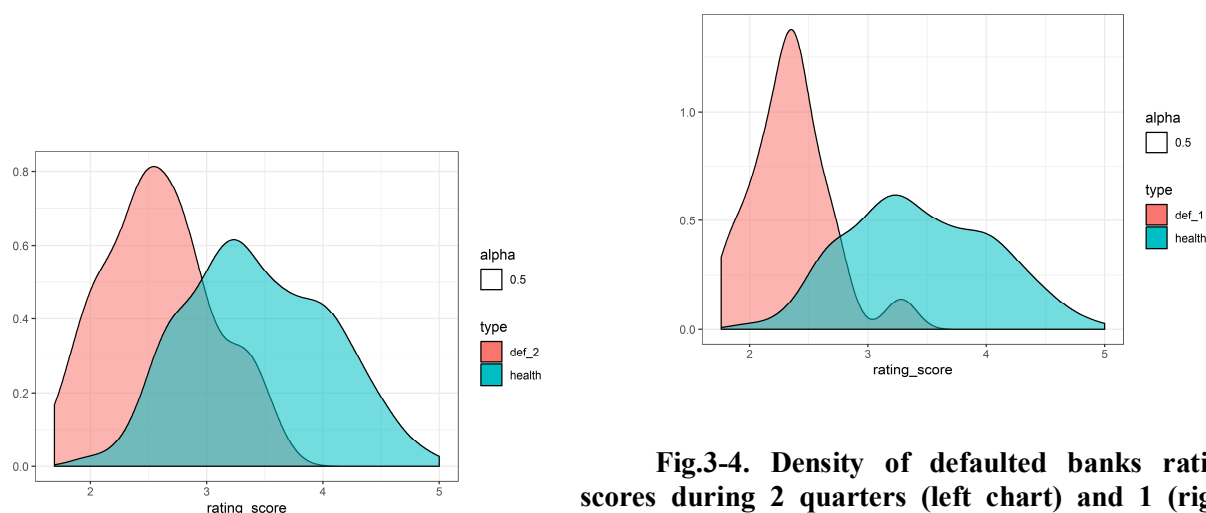 0.8
0.6
0.4
0.2
0.0
2 3 4 5
rating_score
alpha
0.5
type
def_2
health
1.0
0.5
0.0
2 3 4 5
rating_score
alpha
0.5
type
def_1
health
Fig.3-4. Density of defaulted banks
scores during 2 quarters (left chart) and 1